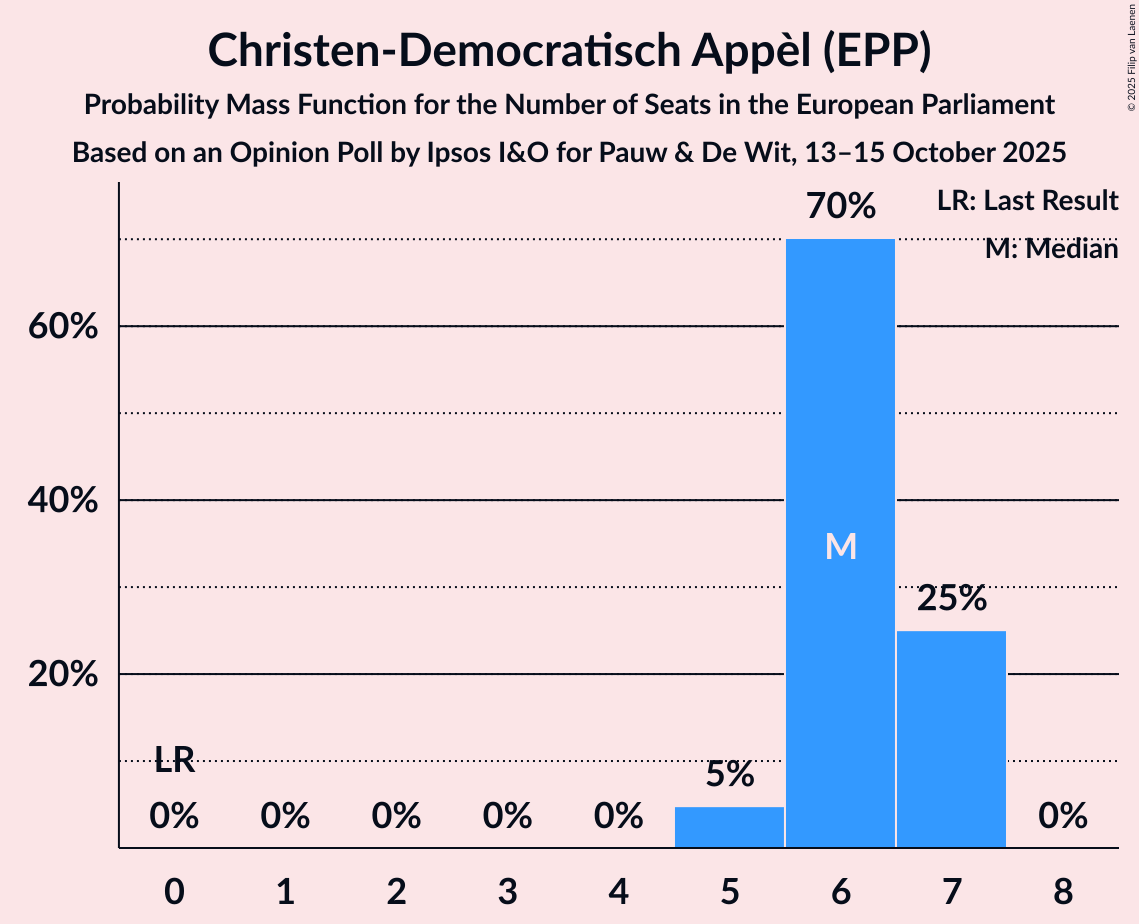 Christen-Democratisch Appèl (EPP)
Probability Mass Function for the Number of Seats in the European Parliament
Based on an Opinion Poll by Ipsos I&O for Pauw & De Wit, 13–15 October 2025
© 2025 Filip van Laenen
LR: Last Result
M: Median
70%
60%
40%
M
25%
20%
LR
5%
0% 0% 0% 0% 0% 0%
0 1 2 3 4 5 6 7 8